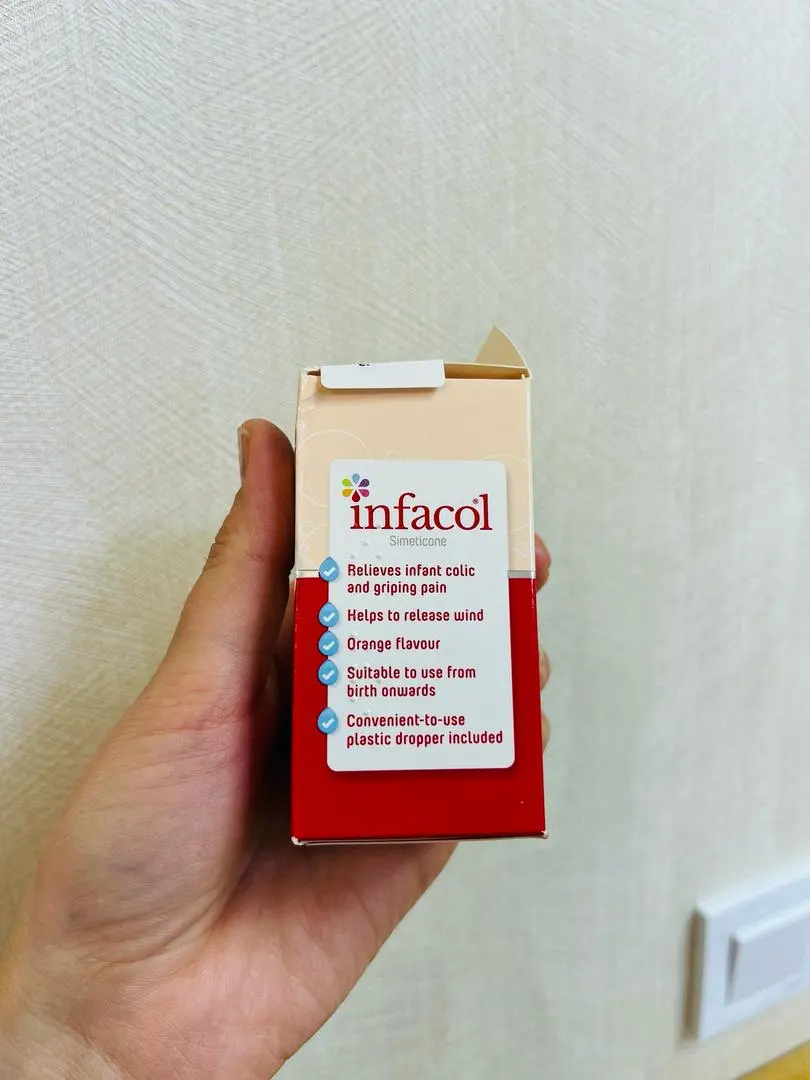 infacol®
Simeticone
Relieves infant colic
and griping pain
Helps to release wind
Orange flavour
Suitable to use from
birth onwards
Convenient-to-use
plastic dropper included